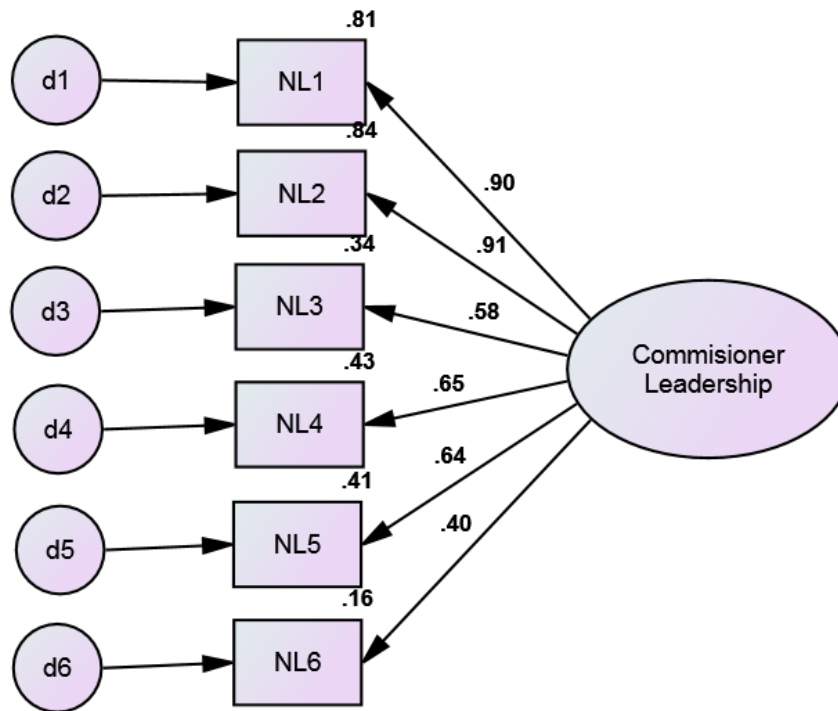 .81
d1
NL1
.84
.90
d2
NL2
.34
.91
d3
NL3
.58
Commisioner
Leadership
.43
.65
d4
NL4
.41
.64
d5
NL5
.40
.16
d6
NL6